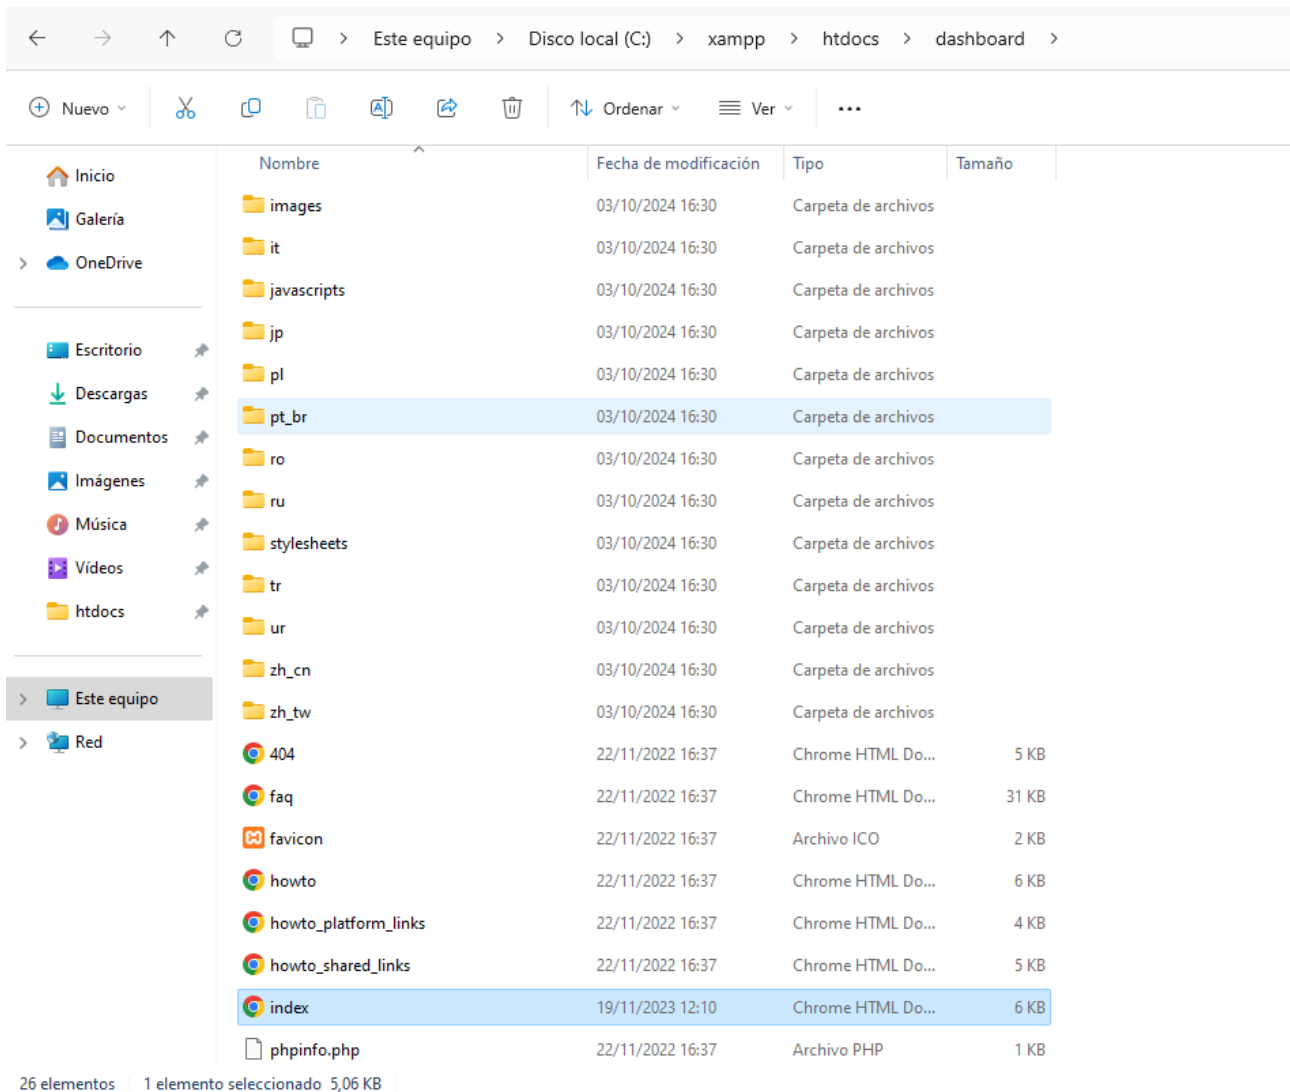 Este equipo > Disco local (C:) > xampp > htdocs > dashboard >
Nuevo Ordenar Ver ...
Nombre Fecha de modificación Tipo Tamaño
Inicio
Galería
OneDrive
Escritorio
Descargas
Documentos
Imágenes
Música
Vídeos
htdocs
Este equipo
Red
images 03/10/2024 16:30 Carpeta de archivos
it 03/10/2024 16:30 Carpeta de archivos
javascripts 03/10/2024 16:30 Carpeta de archivos
jp 03/10/2024 16:30 Carpeta de archivos
pl 03/10/2024 16:30 Carpeta de archivos
pt_br 03/10/2024 16:30 Carpeta de archivos
ro 03/10/2024 16:30 Carpeta de archivos
ru 03/10/2024 16:30 Carpeta de archivos
stylesheets 03/10/2024 16:30 Carpeta de archivos
tr 03/10/2024 16:30 Carpeta de archivos
ur 03/10/2024 16:30 Carpeta de archivos
zh_cn 03/10/2024 16:30 Carpeta de archivos
zh_tw 03/10/2024 16:30 Carpeta de archivos
404 22/11/2022 16:37 Chrome HTML Do... 5 KB
faq 22/11/2022 16:37 Chrome HTML Do... 31 KB
favicon 22/11/2022 16:37 Archivo ICO 2 KB
howto 22/11/2022 16:37 Chrome HTML Do... 6 KB
howto_platform_links 22/11/2022 16:37 Chrome HTML Do... 4 KB
howto_shared_links 22/11/2022 16:37 Chrome HTML Do... 5 KB
index 19/11/2023 12:10 Chrome HTML Do... 6 KB
phpinfo.php 22/11/2022 16:37 Archivo PHP 1 KB
26 elementos 1 elemento seleccionado 5,06 KB